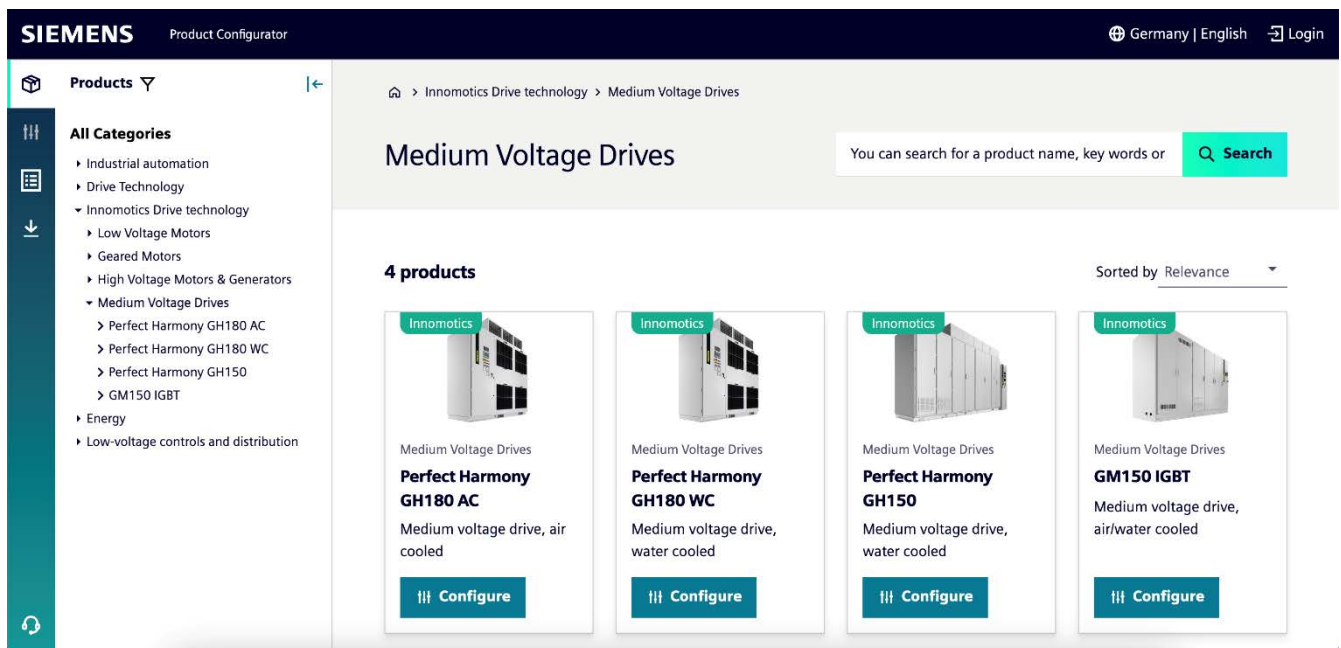 SIEMENS Product Configurator Germany | English Login
Products
All Categories
Industrial automation
Drive Technology
Innomotics Drive technology
Low Voltage Motors
Geared Motors
High Voltage Motors & Generators
Medium Voltage Drives
Perfect Harmony GH180 AC
Perfect Harmony GH180 WC
Perfect Harmony GH150
GM150 IGBT
Energy
Low-voltage controls and distribution
> Innomotics Drive technology > Medium Voltage Drives
Medium Voltage Drives
You can search for a product name, key words or
Search
4 products
Sorted by Relevance
Innomotics
Medium Voltage Drives
Perfect Harmony
GH180 AC
Medium voltage drive, air
cooled
Configure
Innomotics
Medium Voltage Drives
Perfect Harmony
GH180 WC
Medium voltage drive,
water cooled
Configure
Innomotics
Medium Voltage Drives
Perfect Harmony
GH150
Medium voltage drive,
water cooled
Configure
Innomotics
Medium Voltage Drives
GM150 IGBT
Medium voltage drive,
air/water cooled
Configure